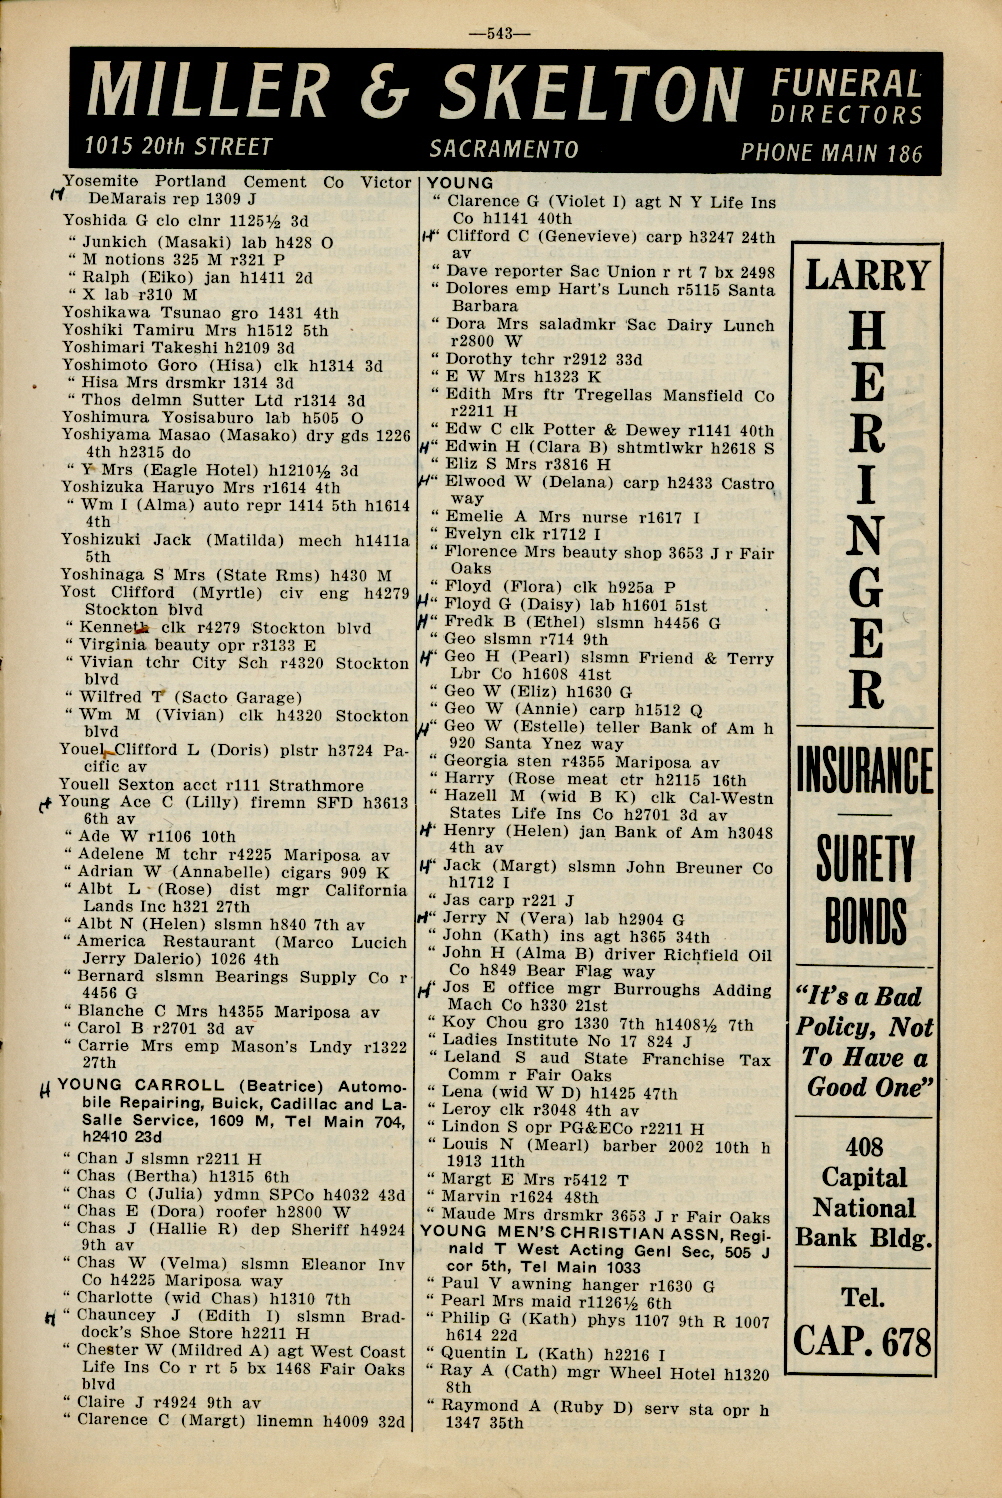 —543—
MILLER & SKELTON FUNERAL DIRECTORS
1015 20th STREET SACRAMENTO PHONE MAIN 186
Yosemite Portland Cement Co Victor
DeMarais rep 1309 J
Yoshida G clo clnr 1125½ 3d
" Junkich (Masaki) lab h428 O
" M notions 325 M r321 P
" Ralph (Eiko) jan h1411 2d
" X lab r310 M
Yoshikawa Tsunao gro 1431 4th
Yoshiki Tamiru Mrs h1512 5th
Yoshimari Takeshi h2109 3d
Yoshimoto Goro (Hisa) clk h1314 3d
" Hisa Mrs drsmkr 1314 3d
" Thos delmn Sutter Ltd r1314 3d
Yoshimura Yosisaburo lab h505 O
Yoshiyama Masao (Masako) dry gds 1226
4th h2315 do
" Y Mrs (Eagle Hotel) h1210½ 3d
Yoshizuka Haruyo Mrs r1614 4th
" Wm I (Alma) auto repr 1414 5th h1614
4th
Yoshizuki Jack (Matilda) mech h1411a
5th
Yoshinaga S Mrs (State Rms) h430 M
Yost Clifford (Myrtle) civ eng h4279
Stockton blvd
" Kenneth clk r4279 Stockton blvd
" Virginia beauty opr r3133 E
" Vivian tchr City Sch r4320 Stockton
blvd
" Wilfred T (Sacto Garage)
" Wm M (Vivian) clk h4320 Stockton
blvd
Youel Clifford L (Doris) plstr h3724 Pa-
cific av
Youell Sexton acct r111 Strathmore
H Young Ace C (Lilly) firemn SFD h3613
6th av
" Ade W r1106 10th
" Adelene M tchr r4225 Mariposa av
" Adrian W (Annabelle) cigars 909 K
" Albt L (Rose) dist mgr California
Lands Inc h321 27th
" Albt N (Helen) slsmn h840 7th av
" America Restaurant (Marco Lucich
Jerry Dalerio) 1026 4th
" Bernard slsmn Bearings Supply Co r
4456 G
" Blanche C Mrs h4355 Mariposa av
" Carol B r2701 3d av
" Carrie Mrs emp Mason's Lndy r1322
27th
H YOUNG CARROLL (Beatrice) Automo-
bile Repairing, Buick, Cadillac and La-
Salle Service, 1609 M, Tel Main 704,
h2410 23d
" Chan J slsmn r2211 H
" Chas (Bertha) h1315 6th
" Chas C (Julia) ydmn SPCo h4032 43d
" Chas E (Dora) roofer h2800 W
" Chas J (Hallie R) dep Sheriff h4924
9th av
" Chas W (Velma) slsmn Eleanor Inv
Co h4225 Mariposa way
" Charlotte (wid Chas) h1310 7th
H " Chauncey J (Edith I) slsmn Brad-
dock's Shoe Store h2211 H
" Chester W (Mildred A) agt West Coast
Life Ins Co r rt 5 bx 1468 Fair Oaks
blvd
" Claire J r4924 9th av
" Clarence C (Margt) linemn h4009 32d
YOUNG
" Clarence G (Violet I) agt N Y Life Ins
Co h1141 40th
H " Clifford C (Genevieve) carp h3247 24th
av
" Dave reporter Sac Union r rt 7 bx 2498
" Dolores emp Hart's Lunch r5115 Santa
Barbara
" Dora Mrs saladmkr Sac Dairy Lunch
r2800 W
" Dorothy tchr r2912 33d
" E W Mrs h1323 K
" Edith Mrs ftr Tregellas Mansfield Co
r2211 H
" Edw C clk Potter & Dewey r1141 40th
H " Edwin H (Clara B) shtmtlwkr h2618 S
" Eliz S Mrs r3816 H
H " Elwood W (Delana) carp h2433 Castro
way
" Emelie A Mrs nurse r1617 I
" Evelyn clk r1712 I
" Florence Mrs beauty shop 3653 J r Fair
Oaks
" Floyd (Flora) clk h925a P
H " Floyd G (Daisy) lab h1601 51st
H " Fredk B (Ethel) slsmn h4456 G
" Geo slsmn r714 9th
H " Geo H (Pearl) slsmn Friend & Terry
Lbr Co h1608 41st
" Geo W (Eliz) h1630 G
" Geo W (Annie) carp h1512 Q
H " Geo W (Estelle) teller Bank of Am h
920 Santa Ynez way
" Georgia sten r4355 Mariposa av
" Harry (Rose meat ctr h2115 16th
" Hazell M (wid B K) clk Cal-Westn
States Life Ins Co h2701 3d av
H " Henry (Helen) jan Bank of Am h3048
4th av
H " Jack (Margt) slsmn John Breuner Co
h1712 I
" Jas carp r221 J
H " Jerry N (Vera) lab h2904 G
" John (Kath) ins agt h365 34th
" John H (Alma B) driver Richfield Oil
Co h849 Bear Flag way
H " Jos E office mgr Burroughs Adding
Mach Co h330 21st
" Koy Chou gro 1330 7th h1408½ 7th
" Ladies Institute No 17 824 J
" Leland S aud State Franchise Tax
Comm r Fair Oaks
" Lena (wid W D) h1425 47th
" Leroy clk r3048 4th av
" Lindon S opr PG&ECo r2211 H
" Louis N (Mearl) barber 2002 10th h
1913 11th
" Margt E Mrs r5412 T
" Marvin r1624 48th
" Maude Mrs drsmkr 3653 J r Fair Oaks
YOUNG MEN'S CHRISTIAN ASSN, Regi-
nald T West Acting Genl Sec, 505 J
cor 5th, Tel Main 1033
" Paul V awning hanger r1630 G
" Pearl Mrs maid r1126½ 6th
" Philip G (Kath) phys 1107 9th R 1007
h614 22d
" Quentin L (Kath) h2216 I
" Ray A (Cath) mgr Wheel Hotel h1320
8th
" Raymond A (Ruby D) serv sta opr h
1347 35th
LARRY
HERINGER
INSURANCE
SURETY
BONDS
"It's a Bad
Policy, Not
To Have a
Good One"
408
Capital
National
Bank Bldg.
Tel.
CAP. 678